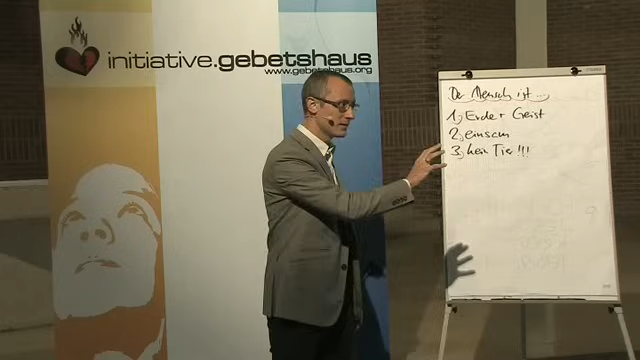 initiative.gebetshaus
www.gebetshaus.org
Der Mensch ist...
1.) Erde + Geist
2.) einsam
3.) kein Tier!!!